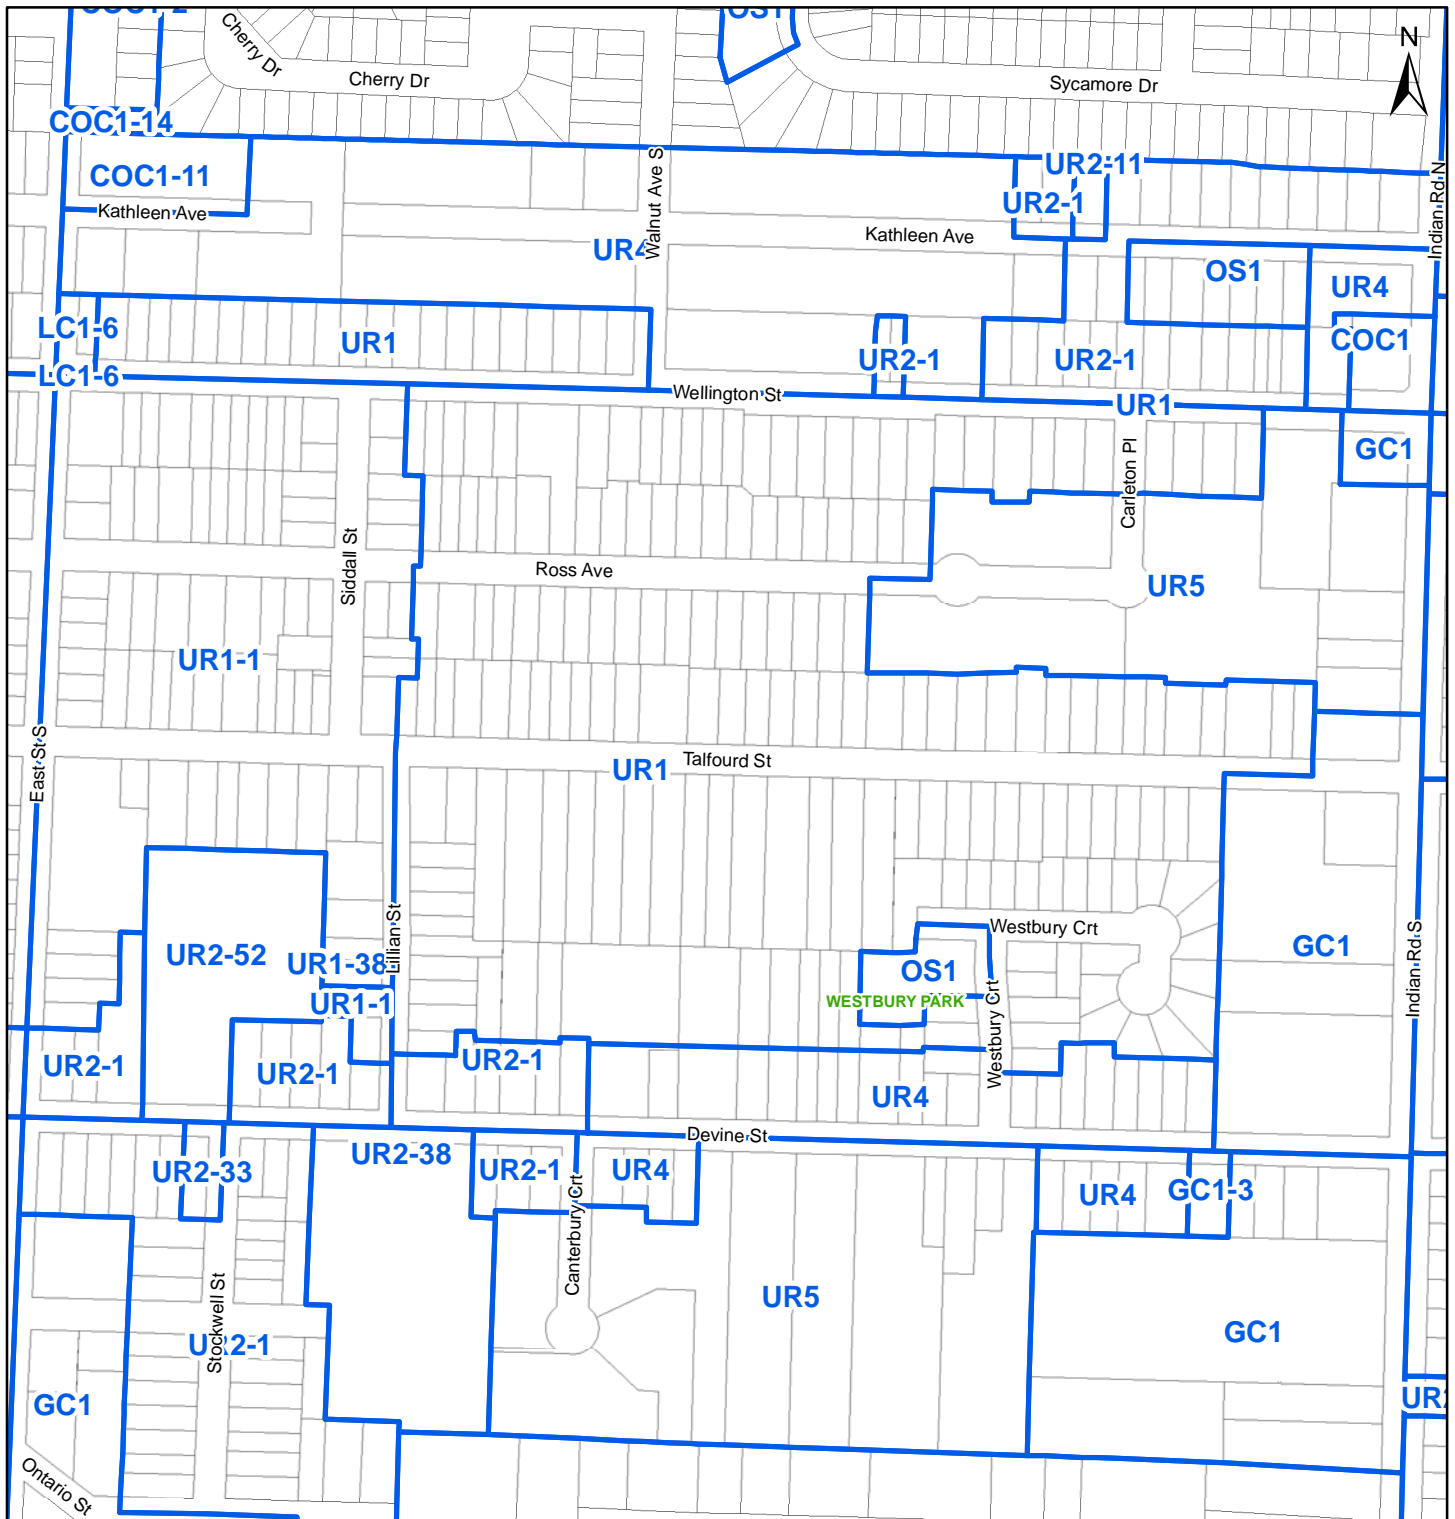 OS1
N
Cherry Dr
Cherry Dr
Sycamore Dr
COC1-14
UR2-11
COC1-11
UR2-1
Kathleen Ave
Walnut Ave S
Indian Rd N
Kathleen Ave
UR4
OS1
UR4
LC1-6
UR1
COC1
UR2-1
UR2-1
LC1-6
Wellington St
UR1
GC1
Carleton Pl
Siddall St
Ross Ave
UR5
UR1-1
East St S
Talfourd St
UR1
Westbury Crt
Lillian St
UR2-52
UR1-38
GC1
Indian Rd S
OS1
WESTBURY PARK
UR1-1
Westbury Crt
UR2-1
UR2-1
UR2-1
UR4
Devine St
UR2-38
UR2-33
UR2-1
UR4
UR4
GC1-3
Canterbury Crt
UR5
Stockwell St
UR2-1
GC1
GC1
Ontario St